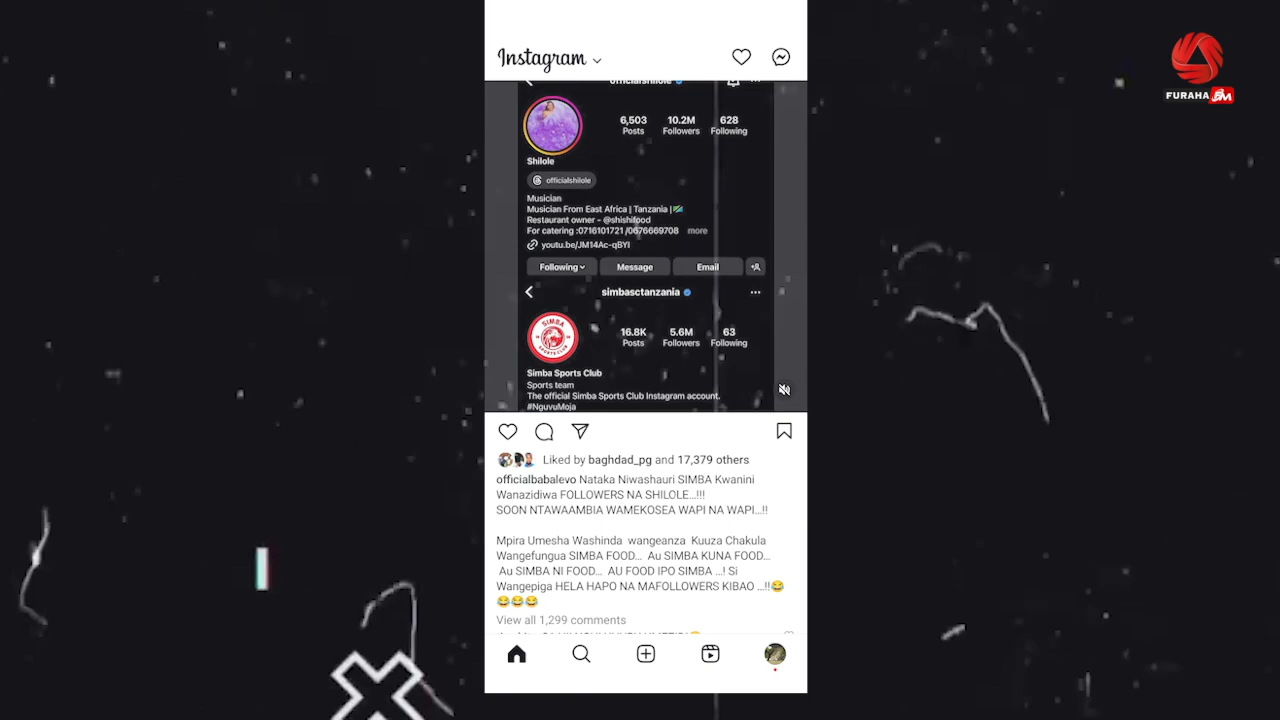 Instagram
FURAHA FM
officialshilole
6,503 10.2M 628
Posts Followers Following
Shilole
officialshilole
Musician
Musician From East Africa | Tanzania |🇹🇿
Restaurant owner - @shishifood
For catering :0716101721 /0676669708 more
youtu.be/JM14Ac-qBYI
Following Message Email
simbasctanzania
SIMBA
SPORTS CLUB
16.8K 5.6M 63
Posts Followers Following
Simba Sports Club
Sports team
The official Simba Sports Club Instagram account.
#NguvuMoja
Liked by baghdad_pg and 17,379 others
officialbabalevo Nataka Niwashauri SIMBA Kwanini
Wanazidiwa FOLLOWERS NA SHILOLE...!!!
SOON NTAWAAMBIA WAMEKOSEA WAPI NA WAPI...!!
Mpira Umesha Washinda wangeanza Kuuza Chakula
Wangefungua SIMBA FOOD... Au SIMBA KUNA FOOD...
Au SIMBA NI FOOD... AU FOOD IPO SIMBA ...! Si
Wangepiga HELA HAPO NA MAFOLLOWERS KIBAO ...!!😂
😂😂😂
View all 1,299 comments